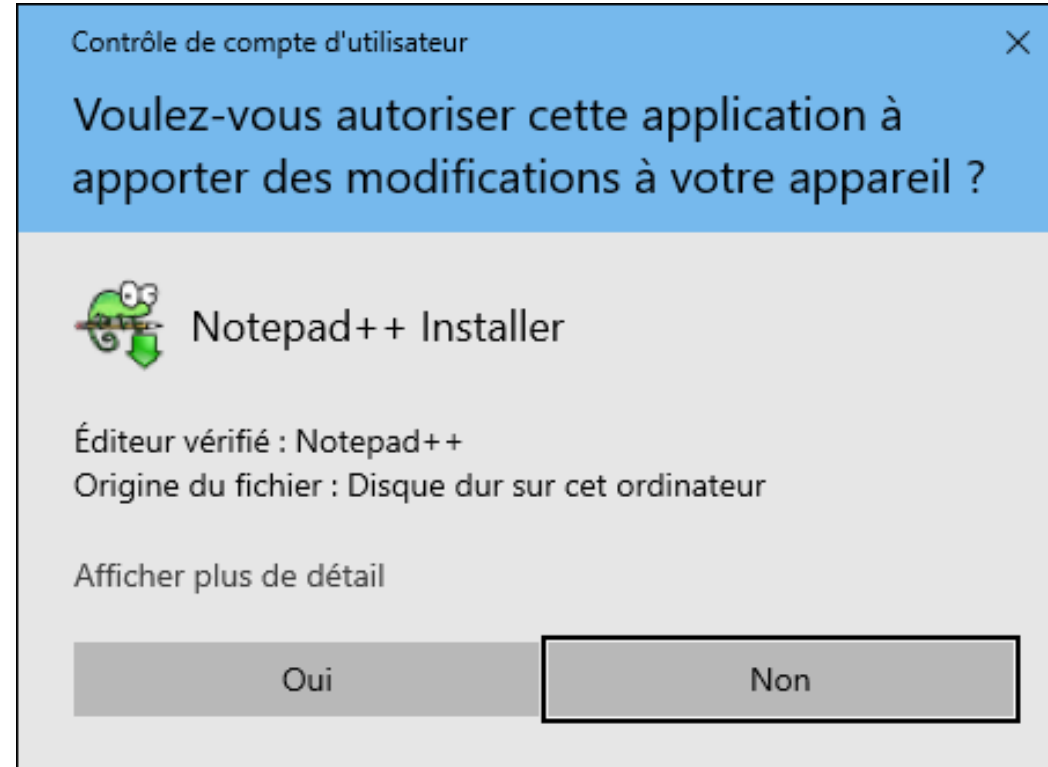 Contrôle de compte d'utilisateur
Voulez-vous autoriser cette application à
apporter des modifications à votre appareil ?
Notepad++ Installer
Éditeur vérifié : Notepad++
Origine du fichier : Disque dur sur cet ordinateur
Afficher plus de détail
Oui
Non